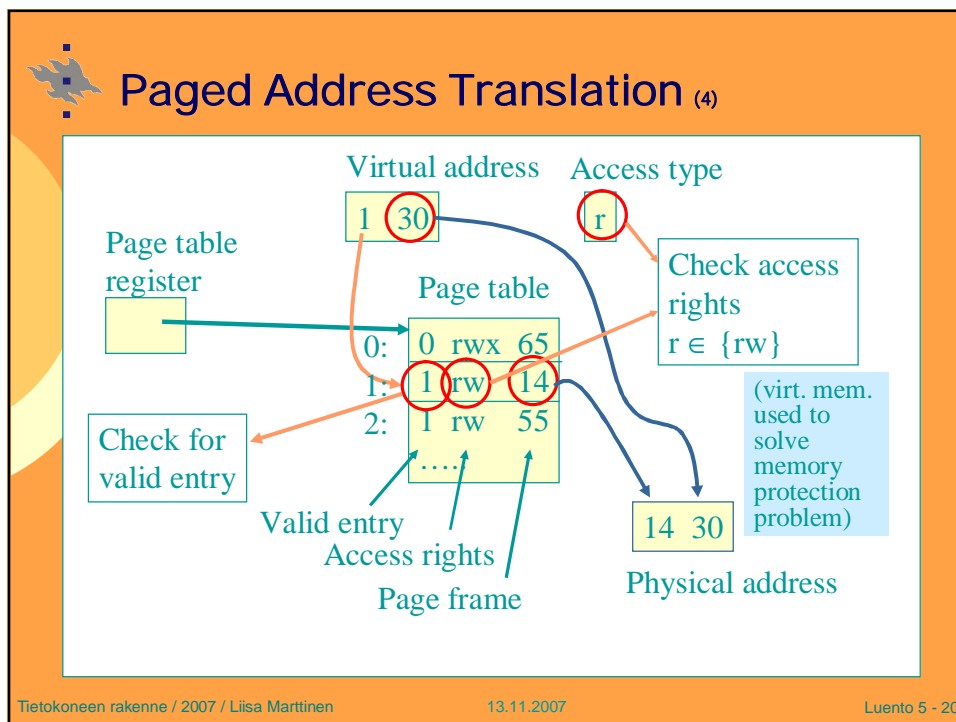 Paged Address Translation (4)
Virtual address
Access type
1 30
r
Page table
register
Check access
rights
r ∈ {rw}
Page table
0: 0 rwx 65
1: 1 rw 14
2: 1 rw 55
.....
(virt. mem.
used to
solve
memory
protection
problem)
Check for
valid entry
Valid entry
Access rights
Page frame
14 30
Physical address
Tietokoneen rakenne / 2007 / Liisa Marttinen 13.11.2007 Luento 5 - 20